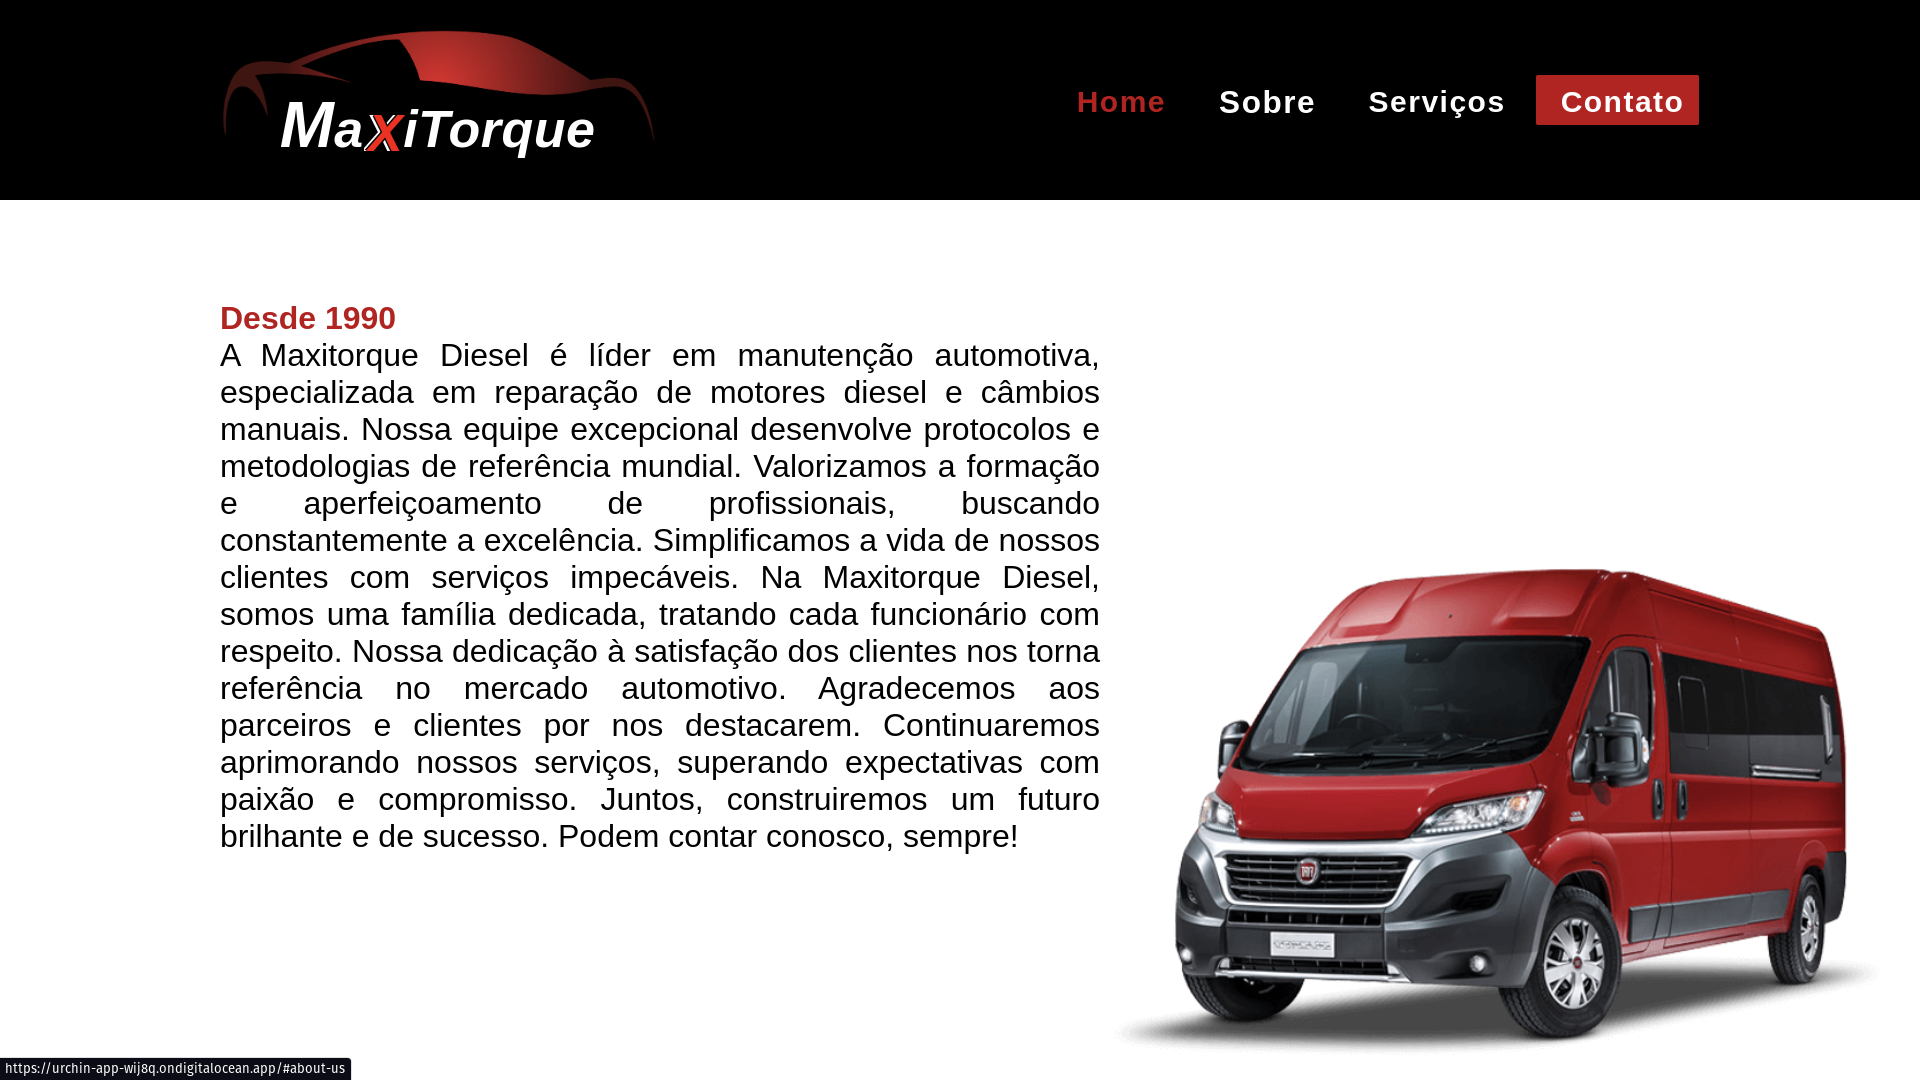 MaxiTorque
Home Sobre Serviços Contato
Desde 1990
A Maxitorque Diesel é líder em manutenção automotiva,
especializada em reparação de motores diesel e câmbios
manuais. Nossa equipe excepcional desenvolve protocolos e
metodologias de referência mundial. Valorizamos a formação
e aperfeiçoamento de profissionais, buscando
constantemente a excelência. Simplificamos a vida de nossos
clientes com serviços impecáveis. Na Maxitorque Diesel,
somos uma família dedicada, tratando cada funcionário com
respeito. Nossa dedicação à satisfação dos clientes nos torna
referência no mercado automotivo. Agradecemos aos
parceiros e clientes por nos destacarem. Continuaremos
aprimorando nossos serviços, superando expectativas com
paixão e compromisso. Juntos, construiremos um futuro
brilhante e de sucesso. Podem contar conosco, sempre!
https://urchin-app-wij8q.ondigitalocean.app/#about-us